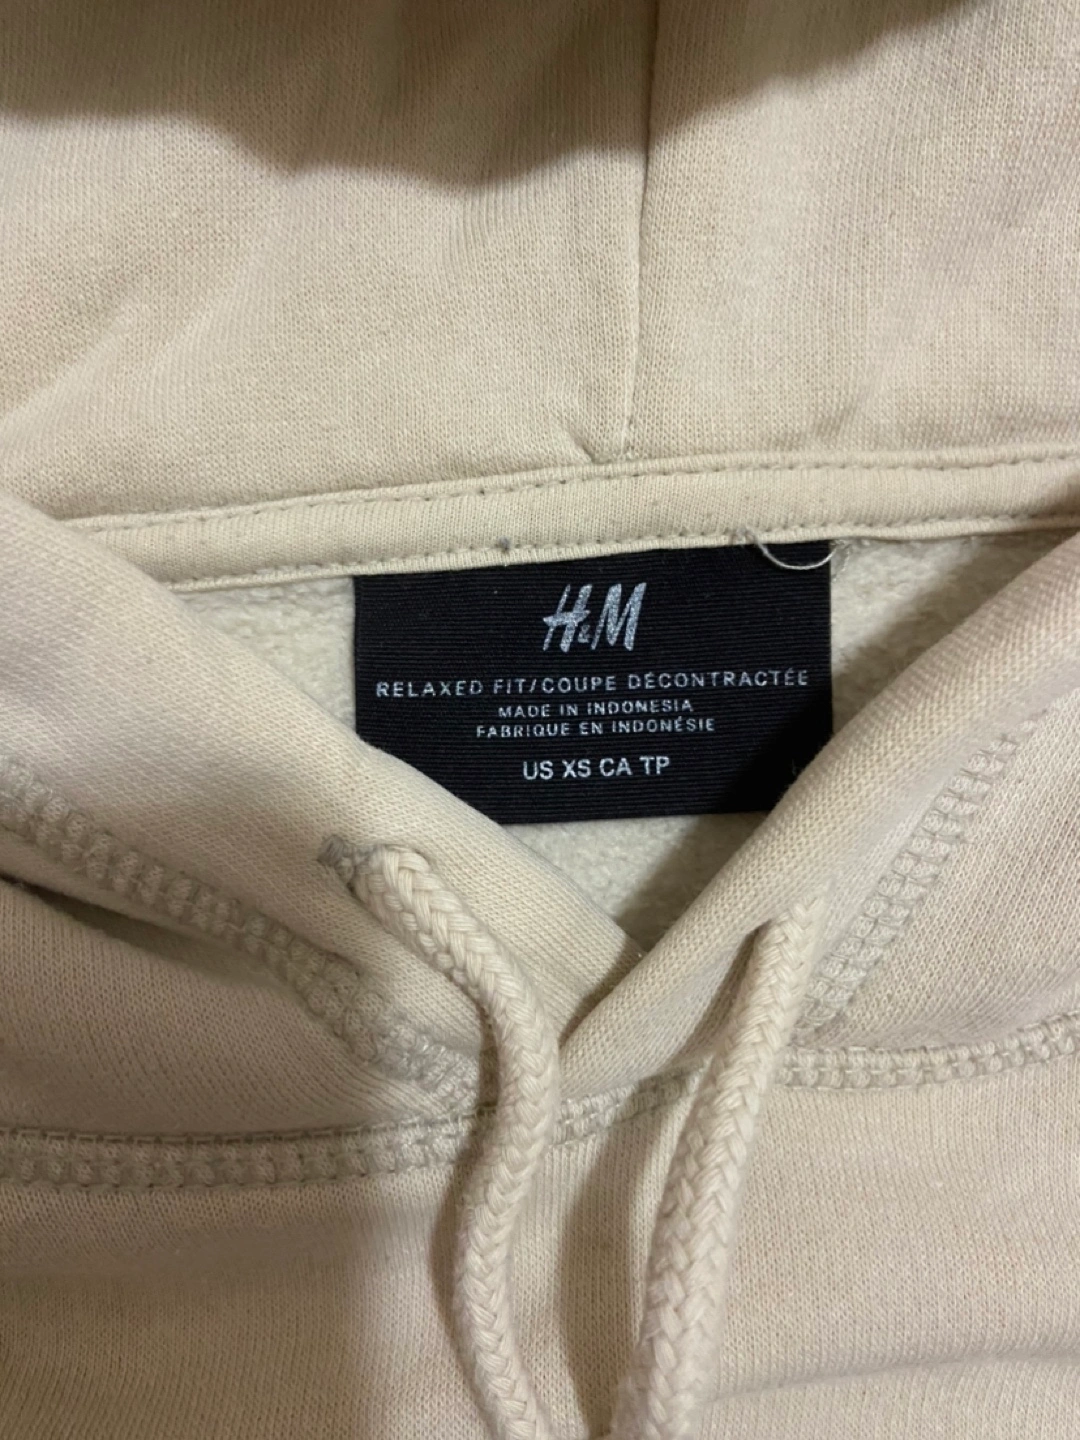 H&M
RELAXED FIT/COUPE DÉCONTRACTÉE
MADE IN INDONESIA
FABRIQUE EN INDONÉSIE
US XS CA TP